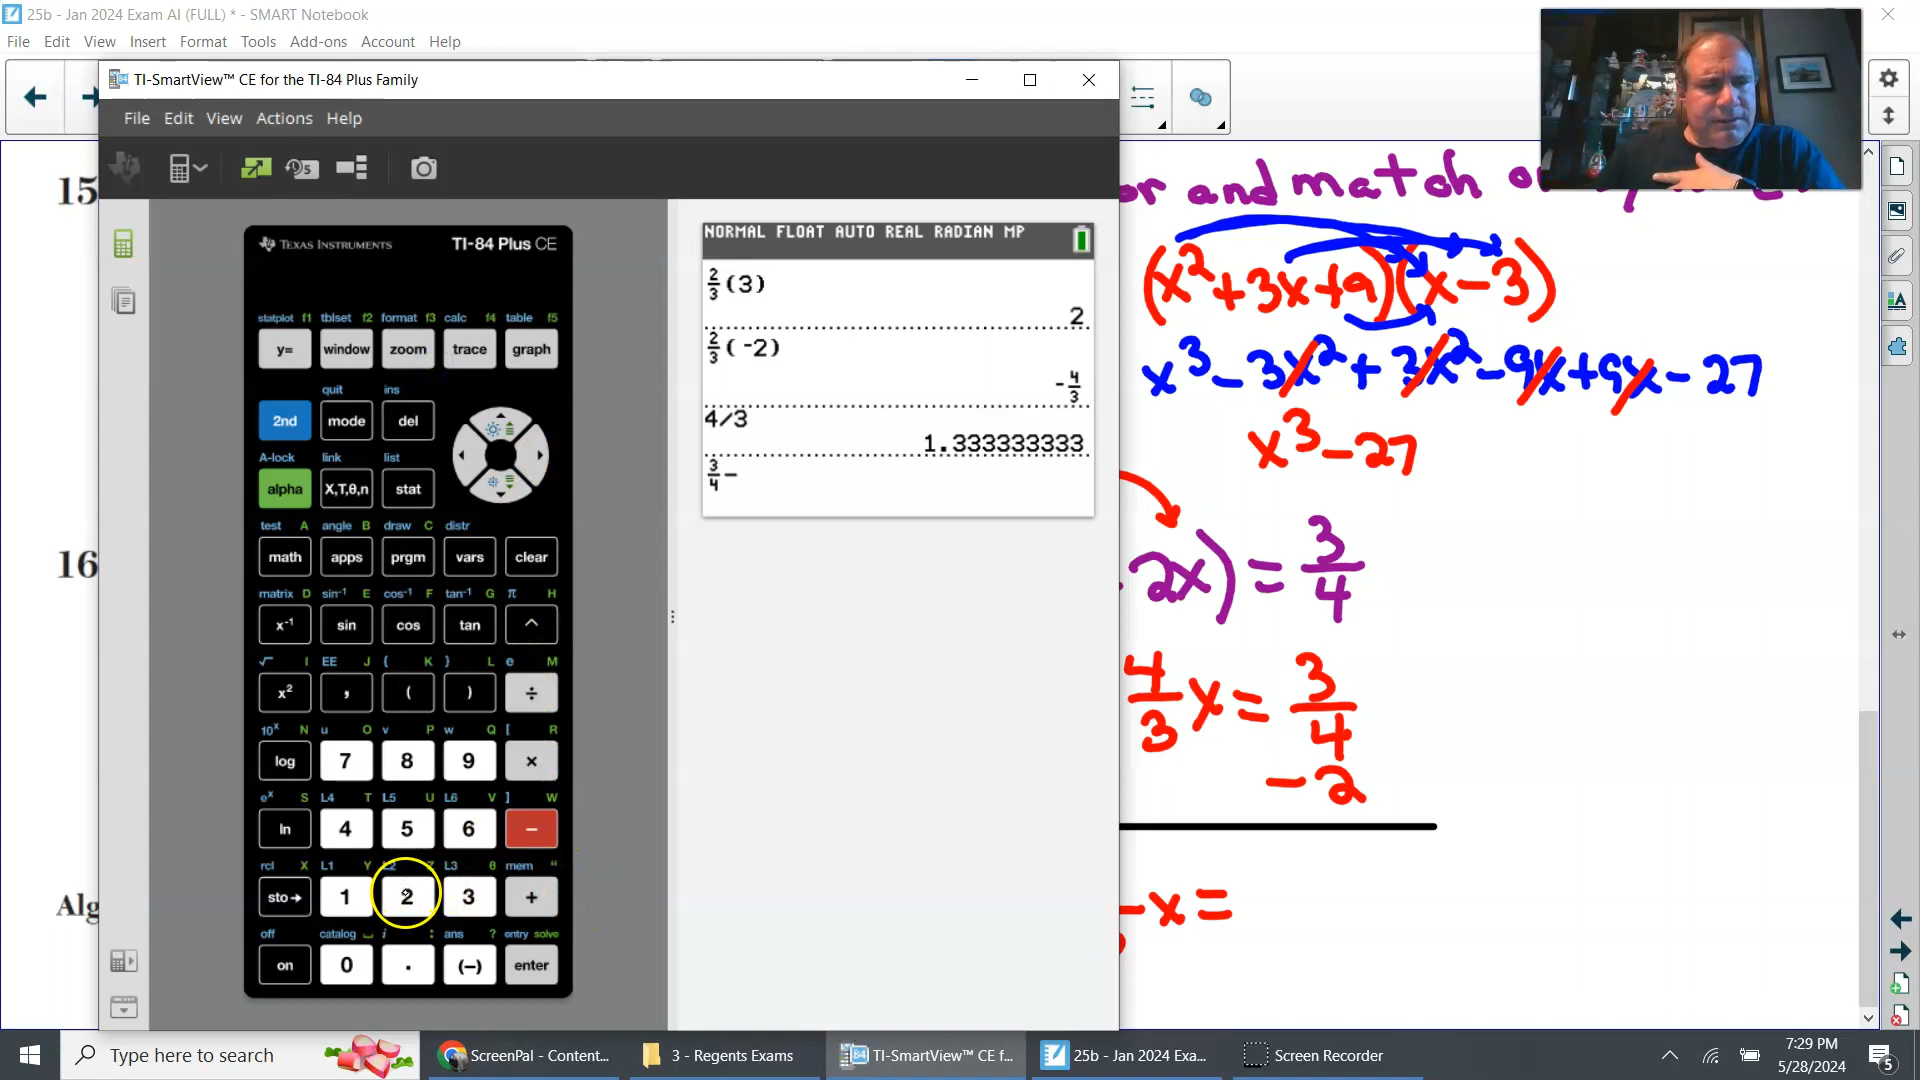 25b - Jan 2024 Exam AI (FULL) * - SMART Notebook
File Edit View Insert Format Tools Add-ons Account Help
TI-SmartView™ CE for the TI-84 Plus Family
File Edit View Actions Help
15
or and match
(x²+3x+9)(x-3)
x³-3x²+3x²-9x+9x-27
x³-27
16
2x)=3/4
4/3x=3/4
-2
Alg
-x=
TEXAS INSTRUMENTS TI-84 Plus CE
statplot f1 tblset f2 format f3 calc f4 table f5
y= window zoom trace graph
quit ins
2nd mode del
A-lock link list
alpha X,T,θ,n stat
test A angle B draw C distr
math apps prgm vars clear
matrix D sin⁻¹ E cos⁻¹ F tan⁻¹ G π H
x⁻¹ sin cos tan ^
√ I EE J { K } L e M
x² , ( ) ÷
10ˣ N u O v P w Q [ R
log 7 8 9 ×
eˣ S L4 T L5 U L6 V ] W
ln 4 5 6 −
rcl X L1 Y L2 Z L3 θ mem "
sto→ 1 2 3 +
off catalog ⎵ i : ans ? entry solve
on 0 . (−) enter
NORMAL FLOAT AUTO REAL RADIAN MP
2/3(3)
2
2/3(-2)
-4/3
4/3
1.333333333
3/4-
Type here to search
ScreenPal - Content...
3 - Regents Exams
TI-SmartView™ CE f...
25b - Jan 2024 Exa...
Screen Recorder
7:29 PM
5/28/2024
5